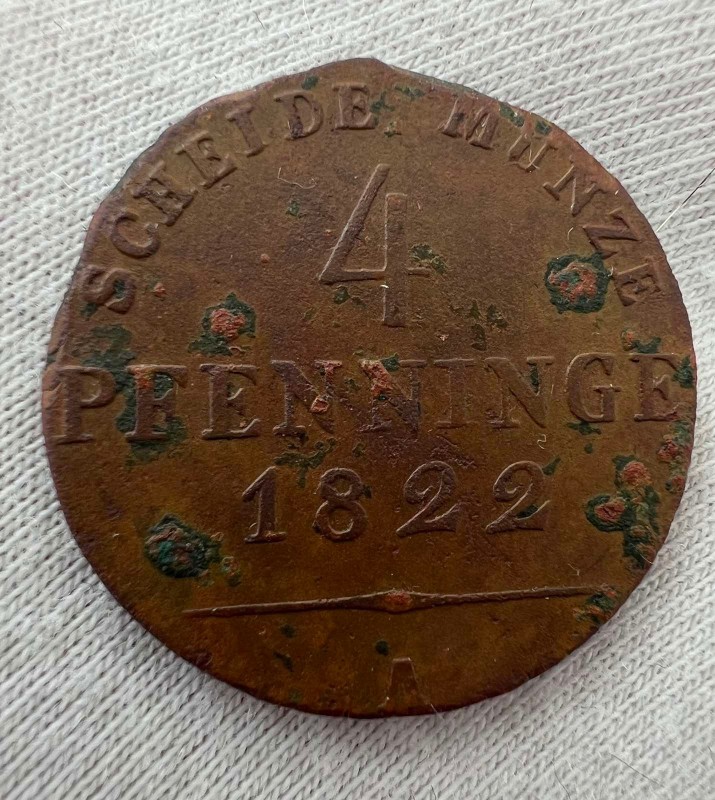 SCHEIDE. MÜNZE
4
PFENNINGE
1822
A